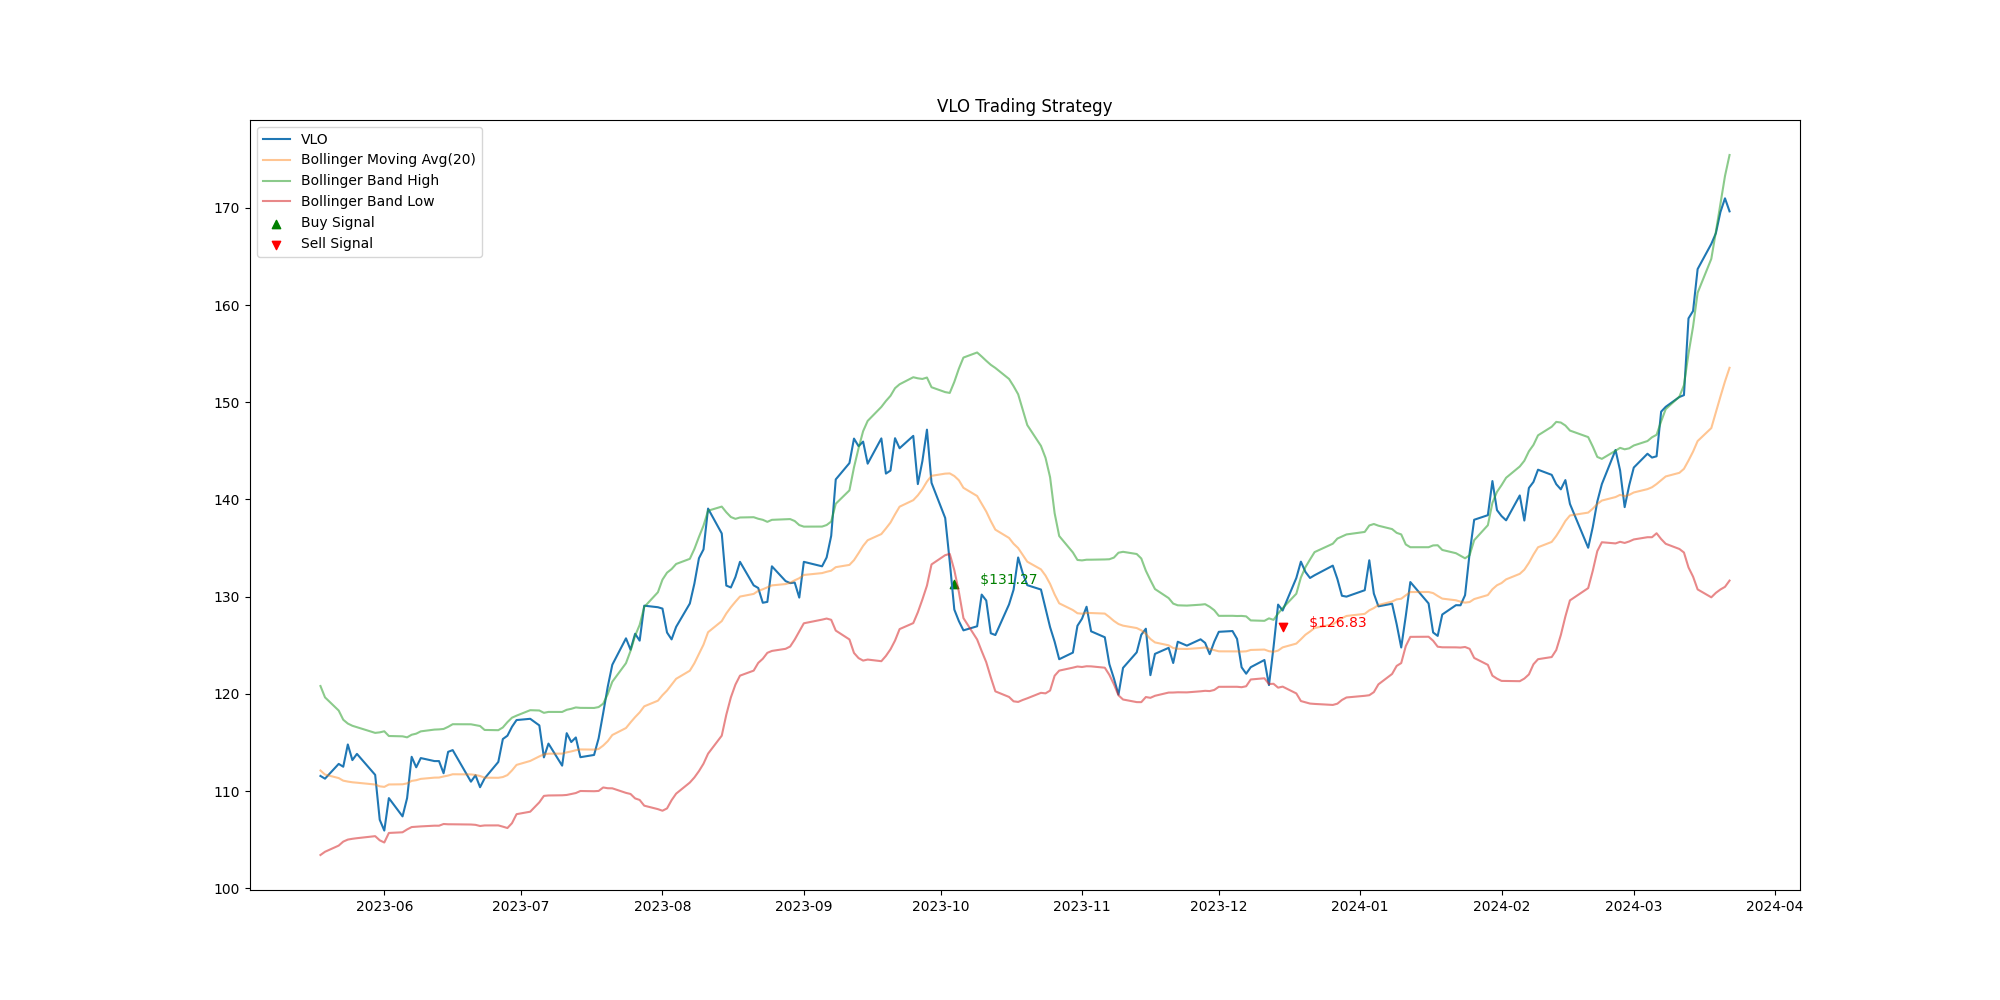 VLO Trading Strategy
VLO
Bollinger Moving Avg(20)
Bollinger Band High
Bollinger Band Low
Buy Signal
Sell Signal
170
160
150
140
130
120
110
100
$131.27
$126.83
2023-06 2023-07 2023-08 2023-09 2023-10 2023-11 2023-12 2024-01 2024-02 2024-03 2024-04